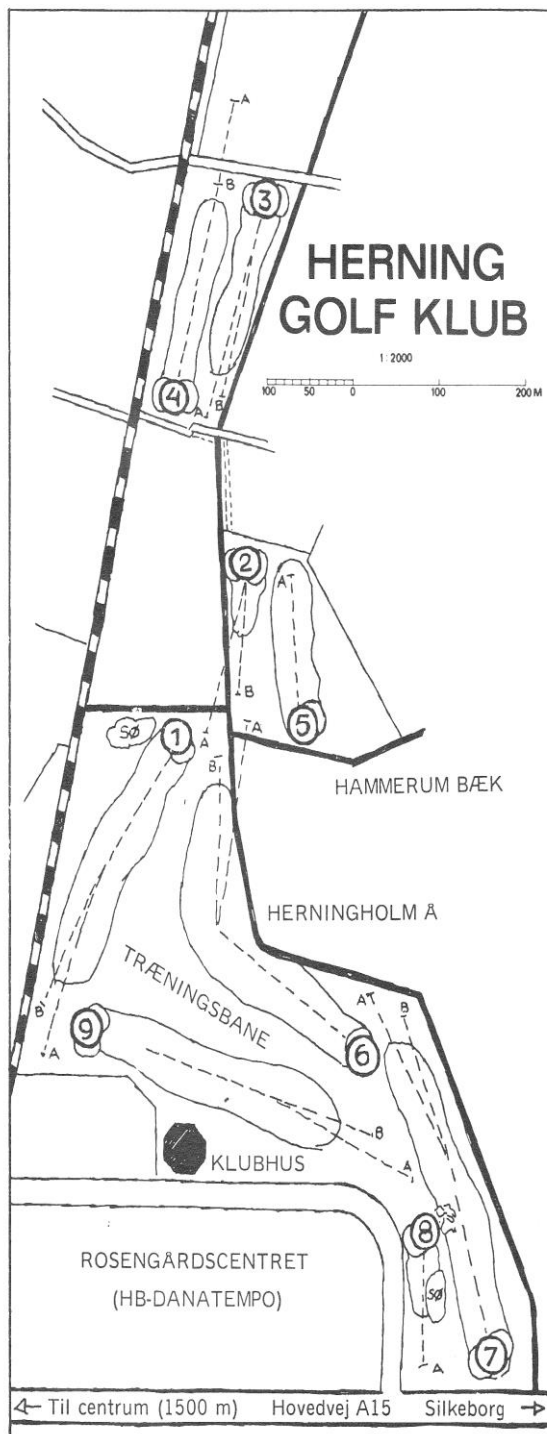 A
B
3
HERNING
GOLF KLUB
1:2000
100 50 0 100 200 M
4
A
B
2
A
B
5
SØ
1
A
A
B
HAMMERUM BÆK
HERNINGHOLM Å
TRÆNINGSBANE
B
A
9
A
B
6
B
A
KLUBHUS
8
SØ
A
7
ROSENGÅRDSCENTRET
(HB-DANATEMPO)
← Til centrum (1500 m) Hovedvej A15 Silkeborg →